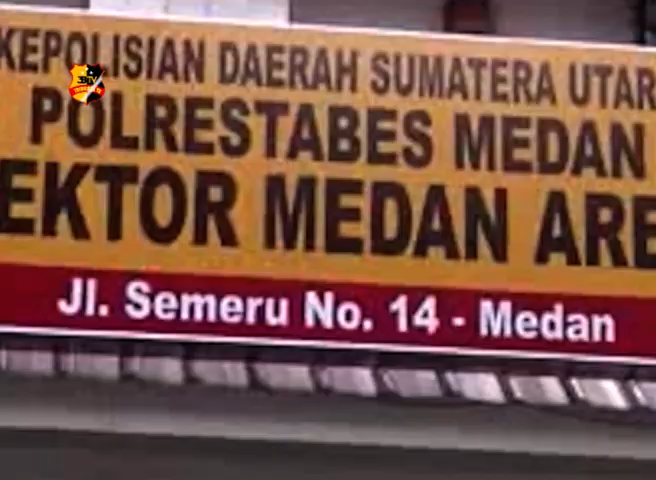 KEPOLISIAN DAERAH SUMATERA UTAR
POLRESTABES MEDAN
EKTOR MEDAN ARE
Jl. Semeru No. 14 - Medan